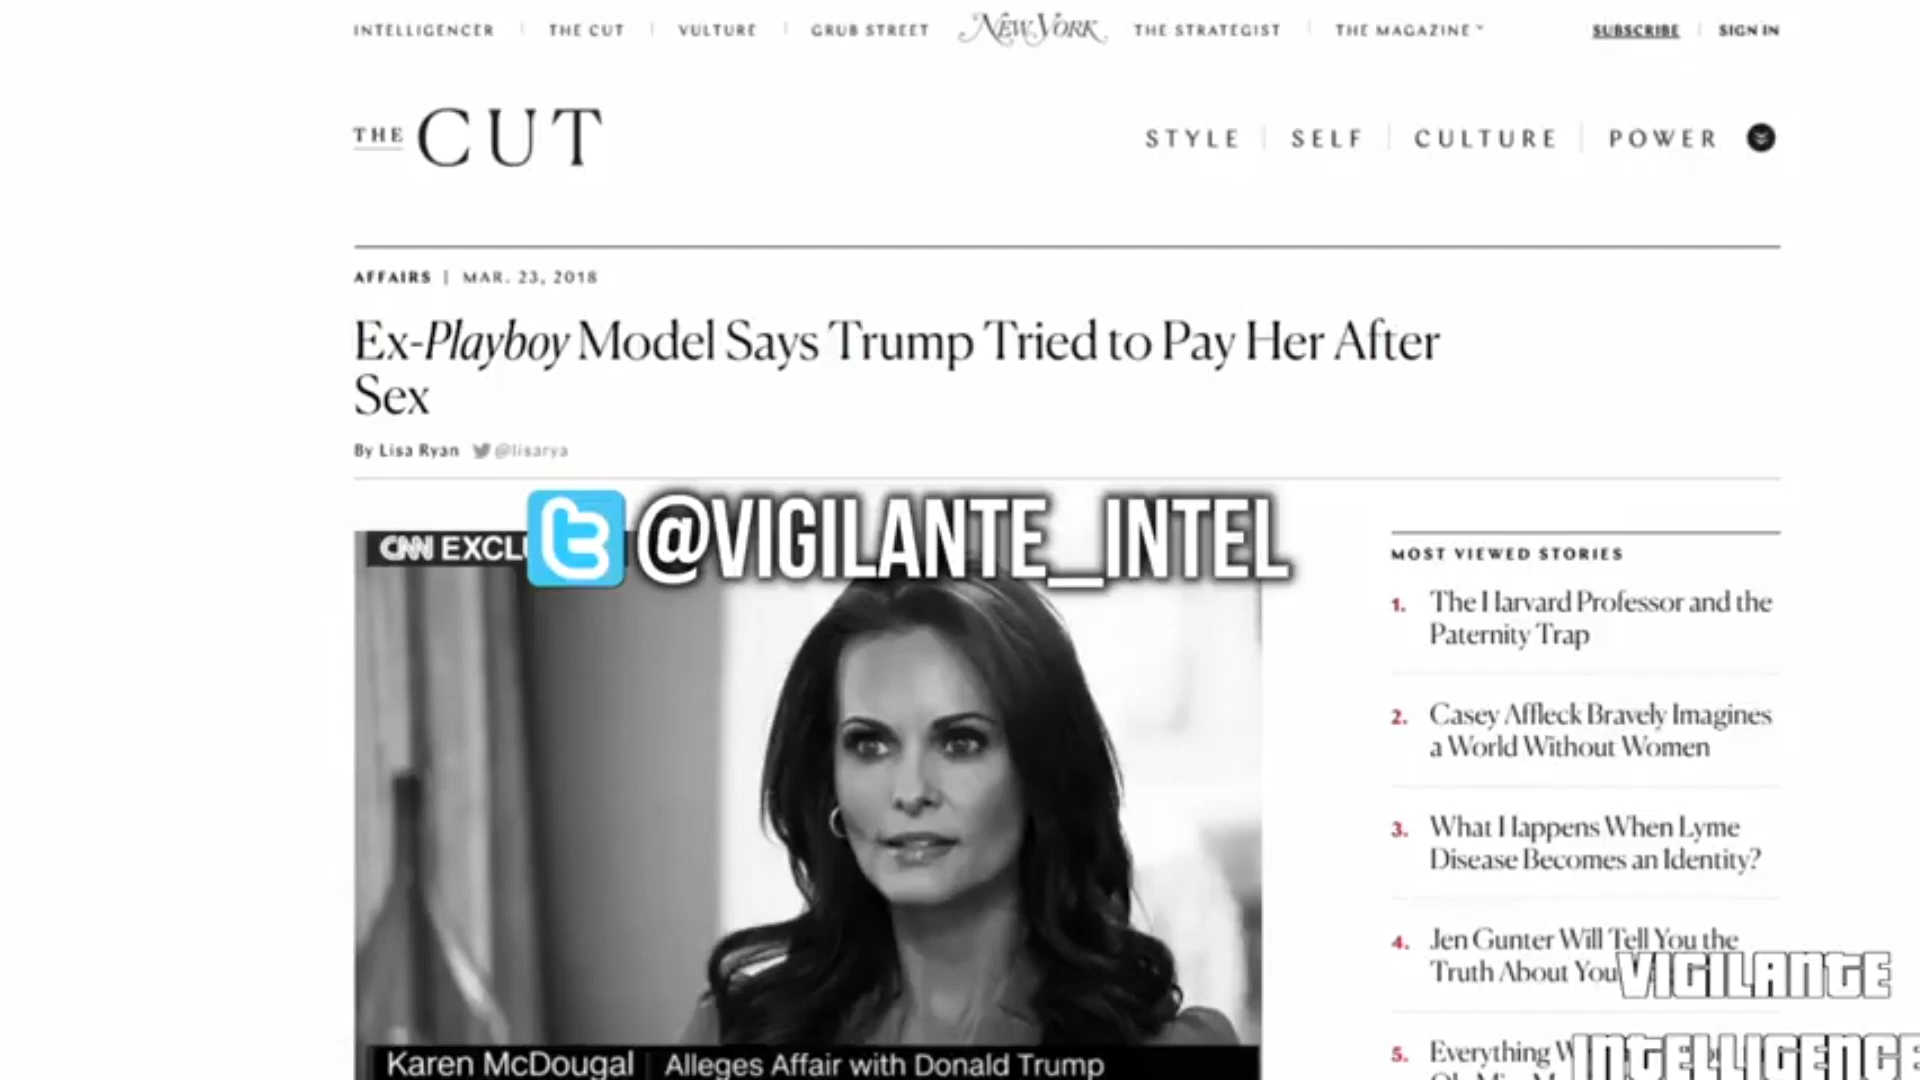 INTELLIGENCER THE CUT VULTURE GRUB STREET NEW YORK THE STRATEGIST THE MAGAZINE SUBSCRIBE SIGN IN
THE CUT
STYLE SELF CULTURE POWER
AFFAIRS | MAR. 23, 2018
Ex-Playboy Model Says Trump Tried to Pay Her After
Sex
By Lisa Ryan @lisarya
@VIGILANTE_INTEL
CNN EXCLU
Karen McDougal | Alleges Affair with Donald Trump
MOST VIEWED STORIES
1. The Harvard Professor and the
Paternity Trap
2. Casey Affleck Bravely Imagines
a World Without Women
3. What Happens When Lyme
Disease Becomes an Identity?
4. Jen Gunter Will Tell You the
Truth About You
5. Everything
VIGILANTE
INTELLIGENCE